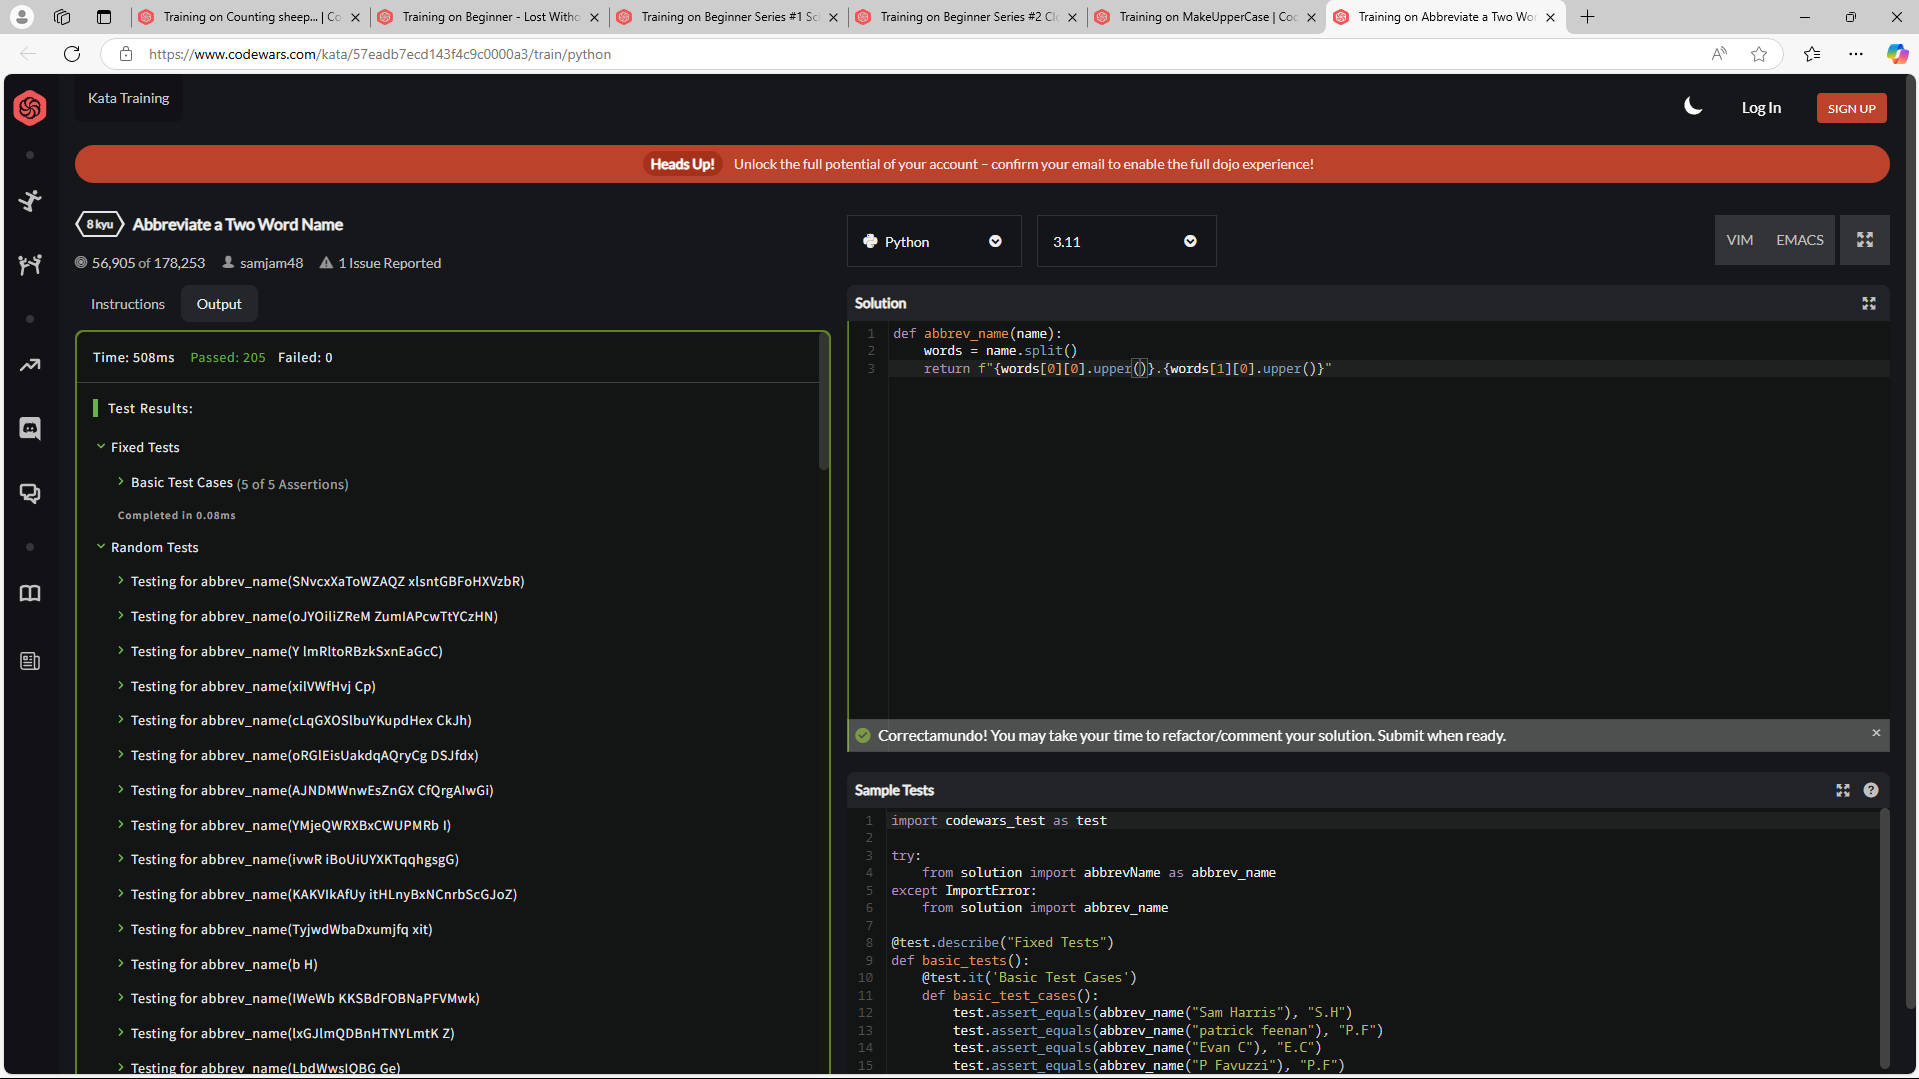 Training on Counting sheep... | Co
Training on Beginner - Lost Witho
Training on Beginner Series #1 Sc
Training on Beginner Series #2 Cl
Training on MakeUpperCase | Coc
Training on Abbreviate a Two Wor
https://www.codewars.com/kata/57eadb7ecd143f4c9c0000a3/train/python
Kata Training
Log In
SIGN UP
Heads Up! Unlock the full potential of your account – confirm your email to enable the full dojo experience!
8 kyu Abbreviate a Two Word Name
56,905 of 178,253 samjam48 1 Issue Reported
Python
3.11
VIM EMACS
Instructions Output
Time: 508ms Passed: 205 Failed: 0
Test Results:
Fixed Tests
Basic Test Cases (5 of 5 Assertions)
Completed in 0.08ms
Random Tests
Testing for abbrev_name(SNvcxXaToWZAQZ xlsntGBFoHXVzbR)
Testing for abbrev_name(oJYOiliZReM ZumIAPcwTtYCzHN)
Testing for abbrev_name(Y lmRltoRBzkSxnEaGcC)
Testing for abbrev_name(xilVWfHvj Cp)
Testing for abbrev_name(cLqGXOSlbuYKupdHex CkJh)
Testing for abbrev_name(oRGlEisUakdqAQryCg DSJfdx)
Testing for abbrev_name(AJNDMWnwEsZnGX CfQrgAIwGi)
Testing for abbrev_name(YMjeQWRXBxCWUPMRb I)
Testing for abbrev_name(ivwR iBoUiUYXKTqqhgsgG)
Testing for abbrev_name(KAKVIkAfUy itHLnyBxNCnrbScGJoZ)
Testing for abbrev_name(TyjwdWbaDxumjfq xit)
Testing for abbrev_name(b H)
Testing for abbrev_name(IWeWb KKSBdFOBNaPFVMwk)
Testing for abbrev_name(lxGJlmQDBnHTNYLmtK Z)
Testing for abbrev_name(LbdWwsIQBG Ge)
Solution
1 def abbrev_name(name):
2 words = name.split()
3 return f"{words[0][0].upper()}.{words[1][0].upper()}"
Correctamundo! You may take your time to refactor/comment your solution. Submit when ready.
Sample Tests
1 import codewars_test as test
2
3 try:
4 from solution import abbrevName as abbrev_name
5 except ImportError:
6 from solution import abbrev_name
7
8 @test.describe("Fixed Tests")
9 def basic_tests():
10 @test.it('Basic Test Cases')
11 def basic_test_cases():
12 test.assert_equals(abbrev_name("Sam Harris"), "S.H")
13 test.assert_equals(abbrev_name("patrick feenan"), "P.F")
14 test.assert_equals(abbrev_name("Evan C"), "E.C")
15 test.assert_equals(abbrev_name("P Favuzzi"), "P.F")